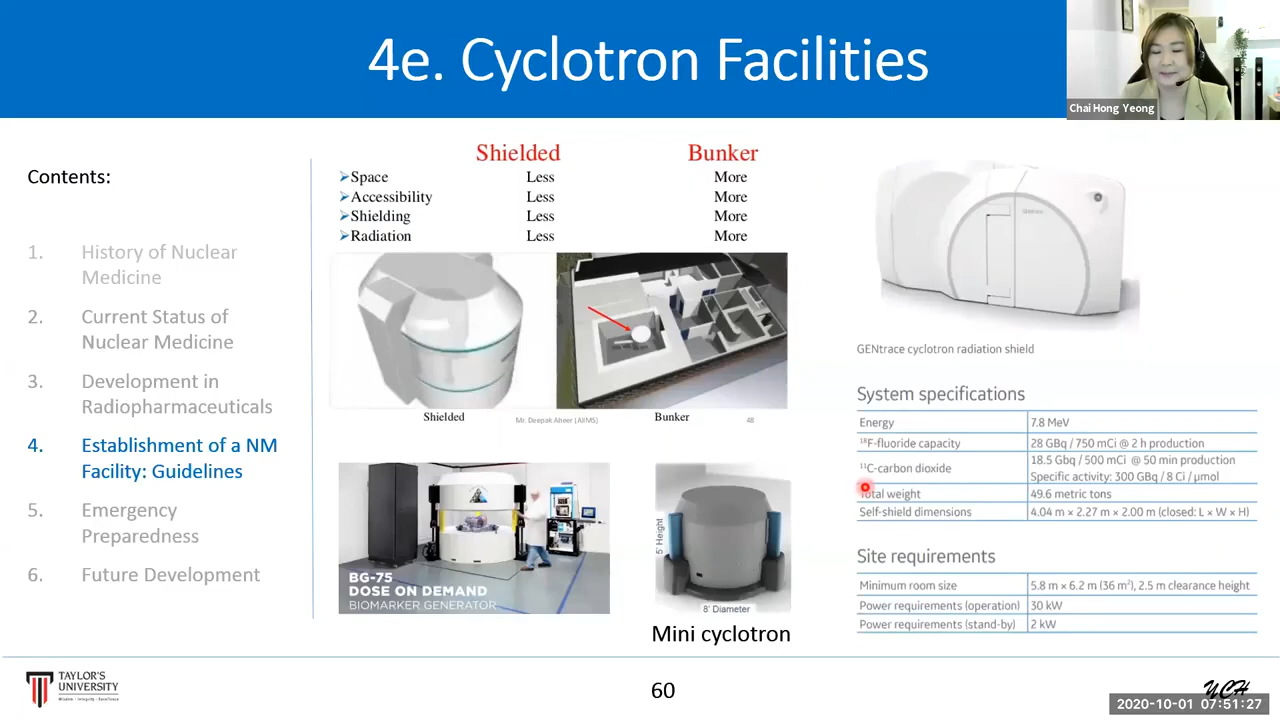 4e. Cyclotron Facilities
Chai Hong Yeong
Contents:
1. History of Nuclear
Medicine
2. Current Status of
Nuclear Medicine
3. Development in
Radiopharmaceuticals
4. Establishment of a NM
Facility: Guidelines
5. Emergency
Preparedness
6. Future Development
Shielded Bunker
Space Less More
Accessibility Less More
Shielding Less More
Radiation Less More
Shielded
Mr. Deepak
(AIIMS)
Bunker
48
BG-75
DOSE ON DEMAND
BIOMARKER GENERATOR
5' Height
8' Diameter
Mini cyclotron
GENtrace cyclotron radiation shield
System specifications
Energy 7.8 MeV
18F-fluoride capacity 28 GBq / 750 mCi @ 2 h production
11C-carbon dioxide 18.5 Gbq / 500 mCi @ 50 min production
Specific activity: 300 GBq / 8 Ci / µmol
Total weight 49.6 metric tons
Self-shield dimensions 4.04 m × 2.27 m × 2.00 m (closed: L × W × H)
Site requirements
Minimum room size 5.8 m × 6.2 m (36 m²), 2.5 m clearance height
Power requirements (operation) 30 kW
Power requirements (stand-by) 2 kW
TAYLOR'S
UNIVERSITY
Wisdom · Integrity · Excellence
60
YCH
2020-10-01 07:51:27